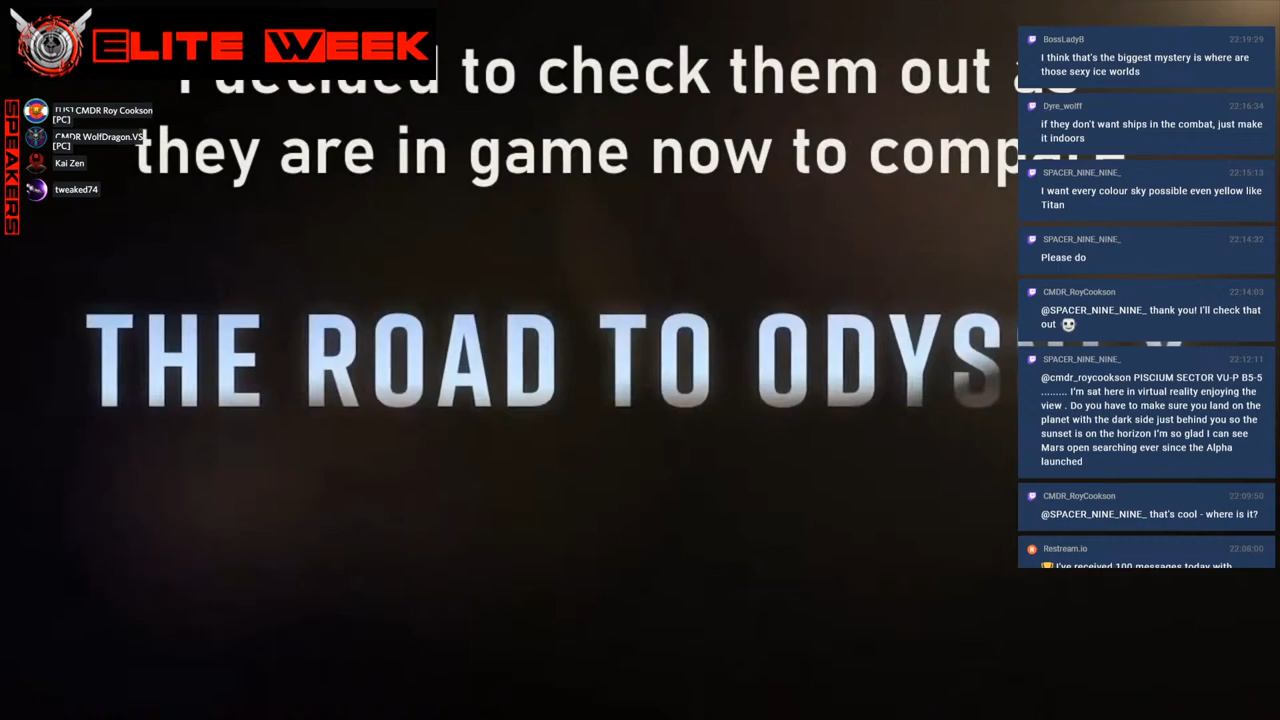 ELITE WEEK
decided to check them out
they are in game now to compare
SPEAKERS
[US] CMDR Roy Cookson
[PC]
CMDR WolfDragon.VS
[PC]
Kai Zen
tweaked74
THE ROAD TO ODYS
BossLadyB 22:19:29
I think that's the biggest mystery is where are
those sexy ice worlds
Dyre_wolff 22:16:34
if they don't want ships in the combat, just make
it indoors
SPACER_NINE_NINE_ 22:15:13
I want every colour sky possible even yellow like
Titan
SPACER_NINE_NINE_ 22:14:32
Please do
CMDR_RoyCookson 22:14:03
@SPACER_NINE_NINE_ thank you! I'll check that
out
SPACER_NINE_NINE_ 22:12:11
@cmdr_roycookson PISCIUM SECTOR VU-P B5-5
......... I'm sat here in virtual reality enjoying the
view . Do you have to make sure you land on the
planet with the dark side just behind you so the
sunset is on the horizon I'm so glad I can see
Mars open searching ever since the Alpha
launched
CMDR_RoyCookson 22:09:50
@SPACER_NINE_NINE_ that's cool - where is it?
Restream.io 22:08:00
I've received 100 messages today with